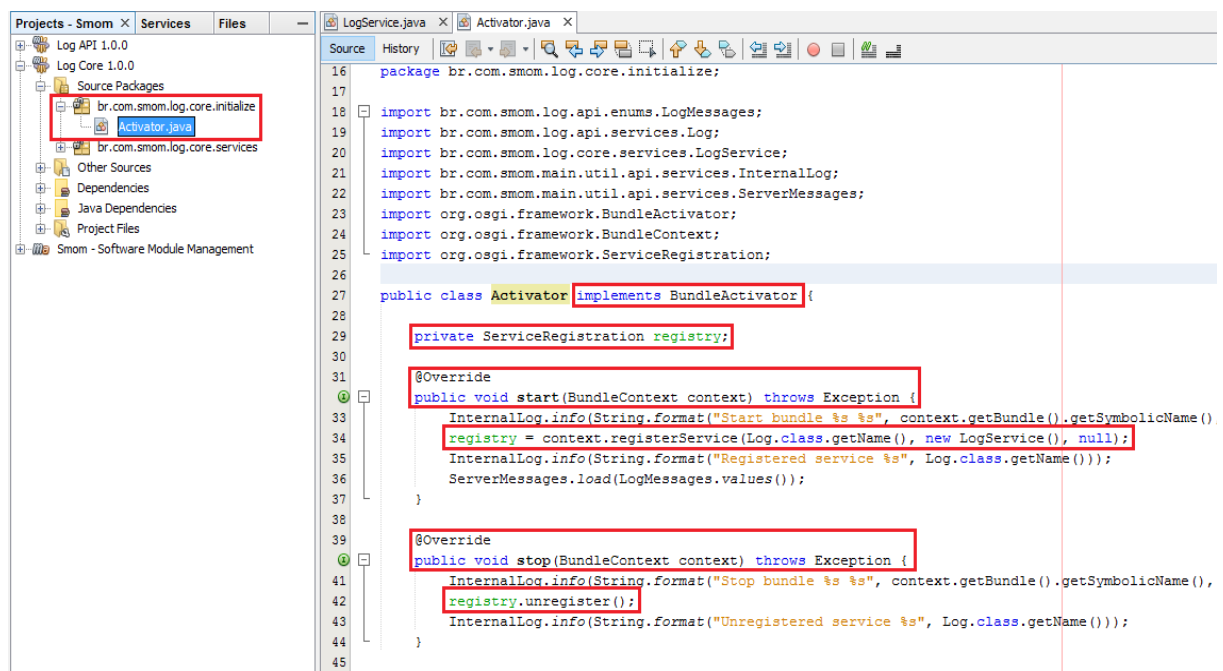 Projects - Smom × Services Files
Log API 1.0.0
Log Core 1.0.0
Source Packages
br.com.smom.log.core.initialize
Activator.java
br.com.smom.log.core.services
Other Sources
Dependencies
Java Dependencies
Project Files
Smom - Software Module Management
LogService.java × Activator.java ×
Source History
16 package br.com.smom.log.core.initialize;
17
18 import br.com.smom.log.api.enums.LogMessages;
19 import br.com.smom.log.api.services.Log;
20 import br.com.smom.log.core.services.LogService;
21 import br.com.smom.main.util.api.services.InternalLog;
22 import br.com.smom.main.util.api.services.ServerMessages;
23 import org.osgi.framework.BundleActivator;
24 import org.osgi.framework.BundleContext;
25 import org.osgi.framework.ServiceRegistration;
26
27 public class Activator implements BundleActivator {
28
29 private ServiceRegistration registry;
30
31 @Override
public void start(BundleContext context) throws Exception {
33 InternalLog.info(String.format("Start bundle %s %s", context.getBundle().getSymbolicName(),
34 registry = context.registerService(Log.class.getName(), new LogService(), null);
35 InternalLog.info(String.format("Registered service %s", Log.class.getName()));
36 ServerMessages.load(LogMessages.values());
37 }
38
39 @Override
public void stop(BundleContext context) throws Exception {
41 InternalLog.info(String.format("Stop bundle %s %s", context.getBundle().getSymbolicName(),
42 registry.unregister();
43 InternalLog.info(String.format("Unregistered service %s", Log.class.getName()));
44 }
45